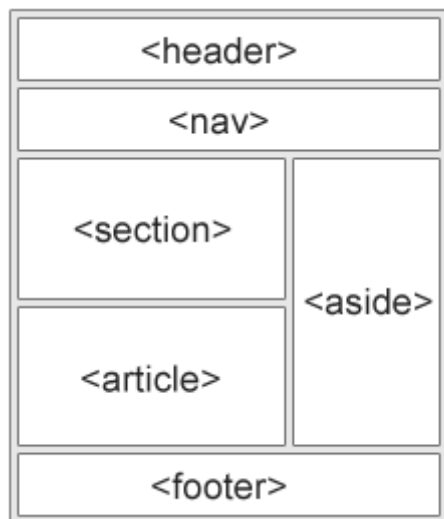 <header>
<nav>
<section>
<aside>
<article>
<footer>